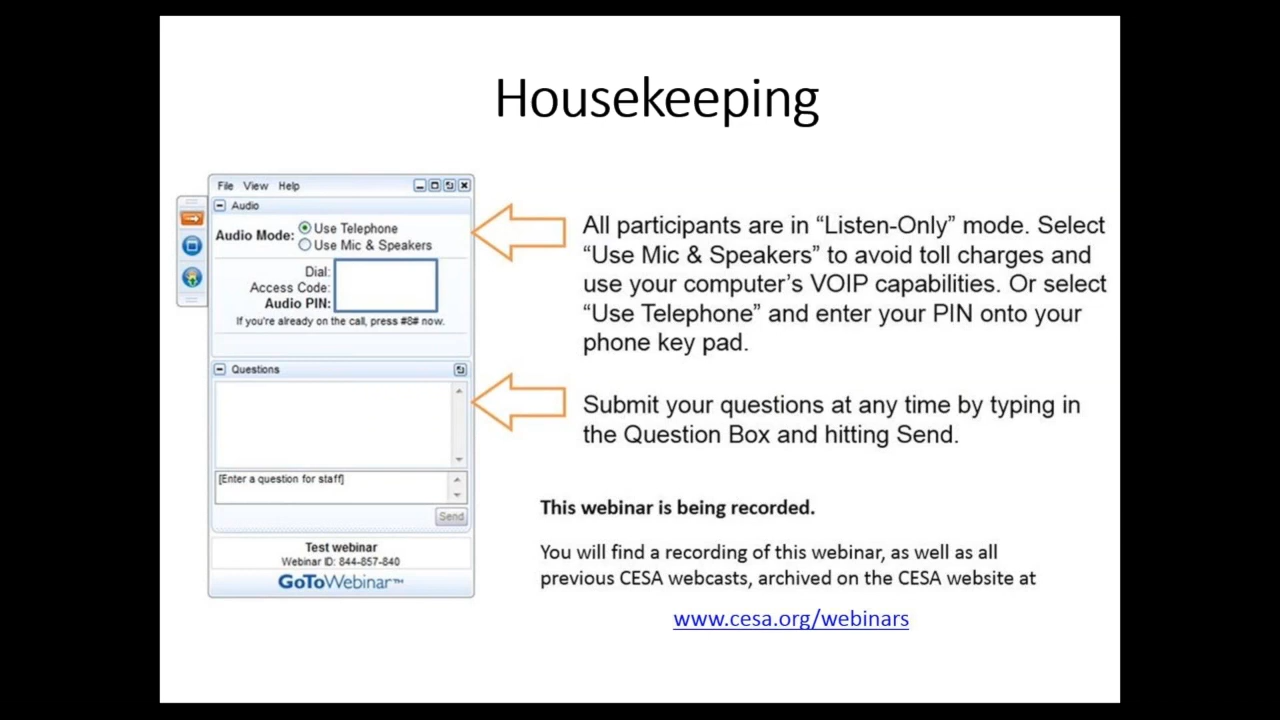 Housekeeping
File View Help
Audio
Audio Mode: Use Telephone
Use Mic & Speakers
Dial:
Access Code:
Audio PIN:
If you're already on the call, press #8# now.
Questions
[Enter a question for staff]
Send
Test webinar
Webinar ID: 844-857-840
GoToWebinar™
All participants are in “Listen-Only” mode. Select
“Use Mic & Speakers” to avoid toll charges and
use your computer’s VOIP capabilities. Or select
“Use Telephone” and enter your PIN onto your
phone key pad.
Submit your questions at any time by typing in
the Question Box and hitting Send.
This webinar is being recorded.
You will find a recording of this webinar, as well as all
previous CESA webcasts, archived on the CESA website at
www.cesa.org/webinars